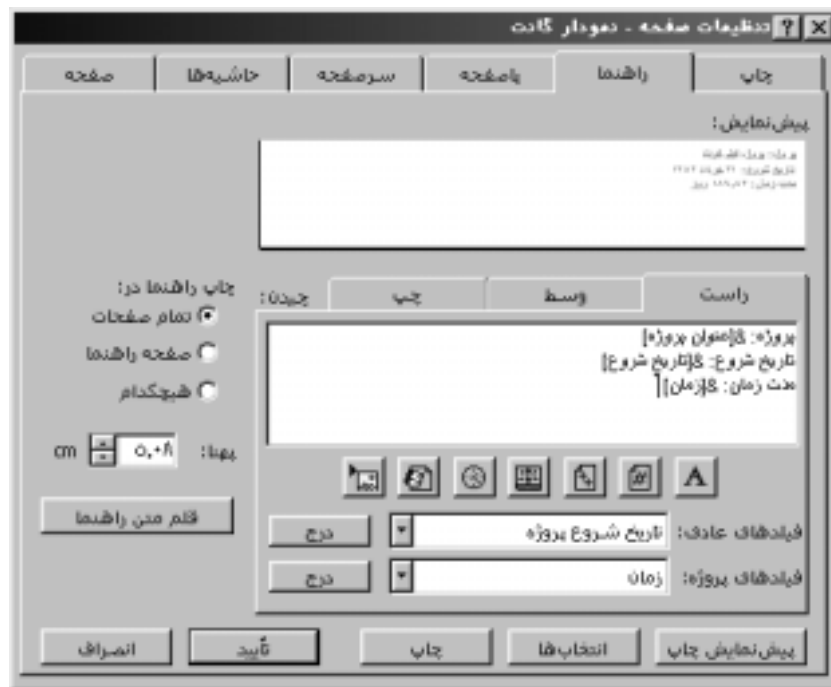 تنظیمات صفحه - نمودار گانت
صفحه
حاشیه‌ها
سرصفحه
پاصفحه
راهنما
چاپ
پیش‌نمایش:
چیدن:
راست
وسط
چپ
پروژه: &[عنوان پروژه]
تاریخ شروع: &[تاریخ شروع]
مدت زمان: &[زمان]
A
فیلدهای عادی: تاریخ شروع پروژه
درج
فیلدهای پروژه: زمان
درج
چاپ راهنما در:
تمام صفحات
صفحه راهنما
هیچکدام
پهنا: ۵,۰۸ cm
قلم متن راهنما
پیش‌نمایش چاپ
انتخاب‌ها
چاپ
تأیید
انصراف